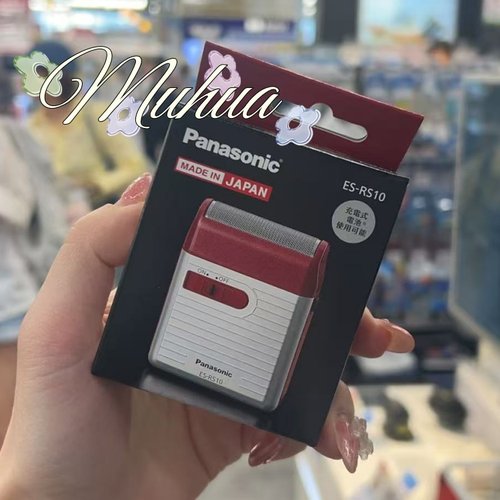 Muhua
Panasonic
MADE IN JAPAN
ES-RS10
充電式
電池*
使用可能
ON • • OFF
Panasonic
ES-RS10